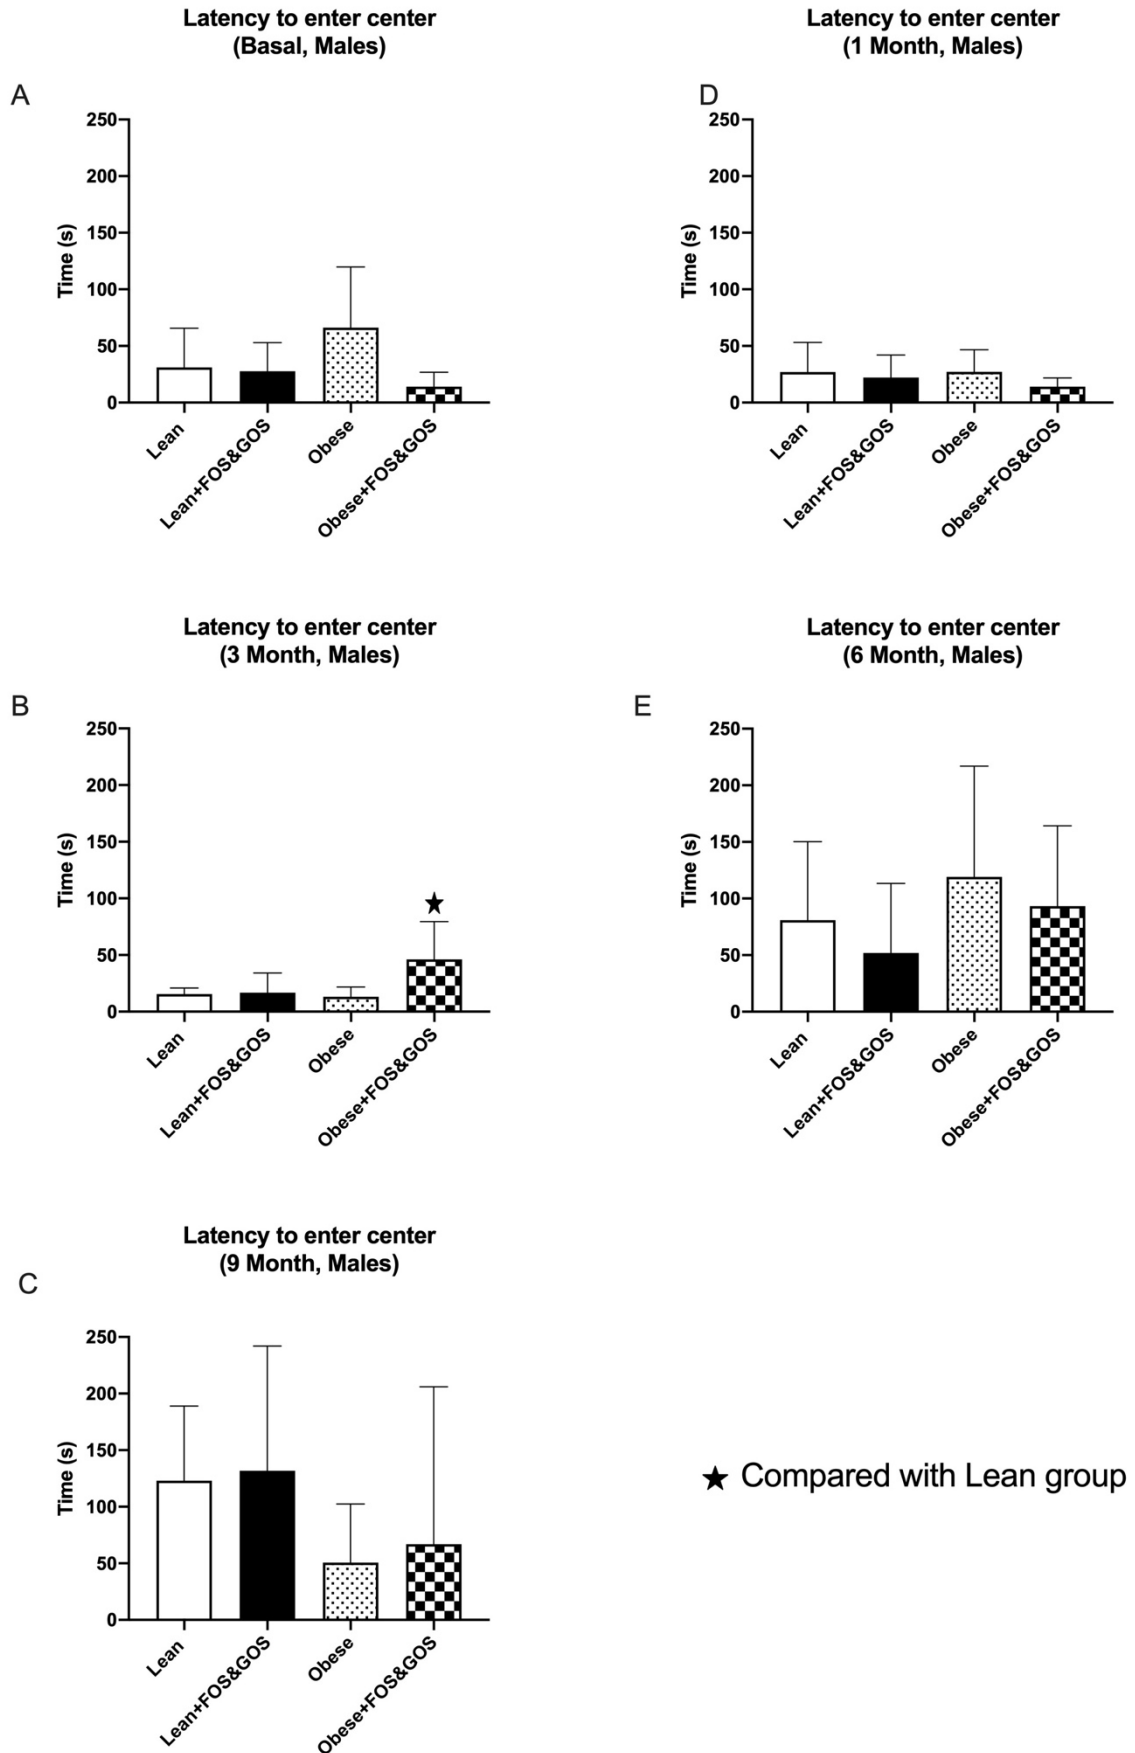 Latency to enter center
(Basal, Males)
A
250
200
150
100
50
0
Time (s)
Lean
Lean+FOS&GOS
Obese
Obese+FOS&GOS
Latency to enter center
(1 Month, Males)
D
250
200
150
100
50
0
Time (s)
Lean
Lean+FOS&GOS
Obese
Obese+FOS&GOS
Latency to enter center
(3 Month, Males)
B
250
200
150
100
50
0
Time (s)
Lean
Lean+FOS&GOS
Obese
Obese+FOS&GOS
Latency to enter center
(6 Month, Males)
E
250
200
150
100
50
0
Time (s)
Lean
Lean+FOS&GOS
Obese
Obese+FOS&GOS
Latency to enter center
(9 Month, Males)
C
250
200
150
100
50
0
Time (s)
Lean
Lean+FOS&GOS
Obese
Obese+FOS&GOS
★ Compared with Lean group